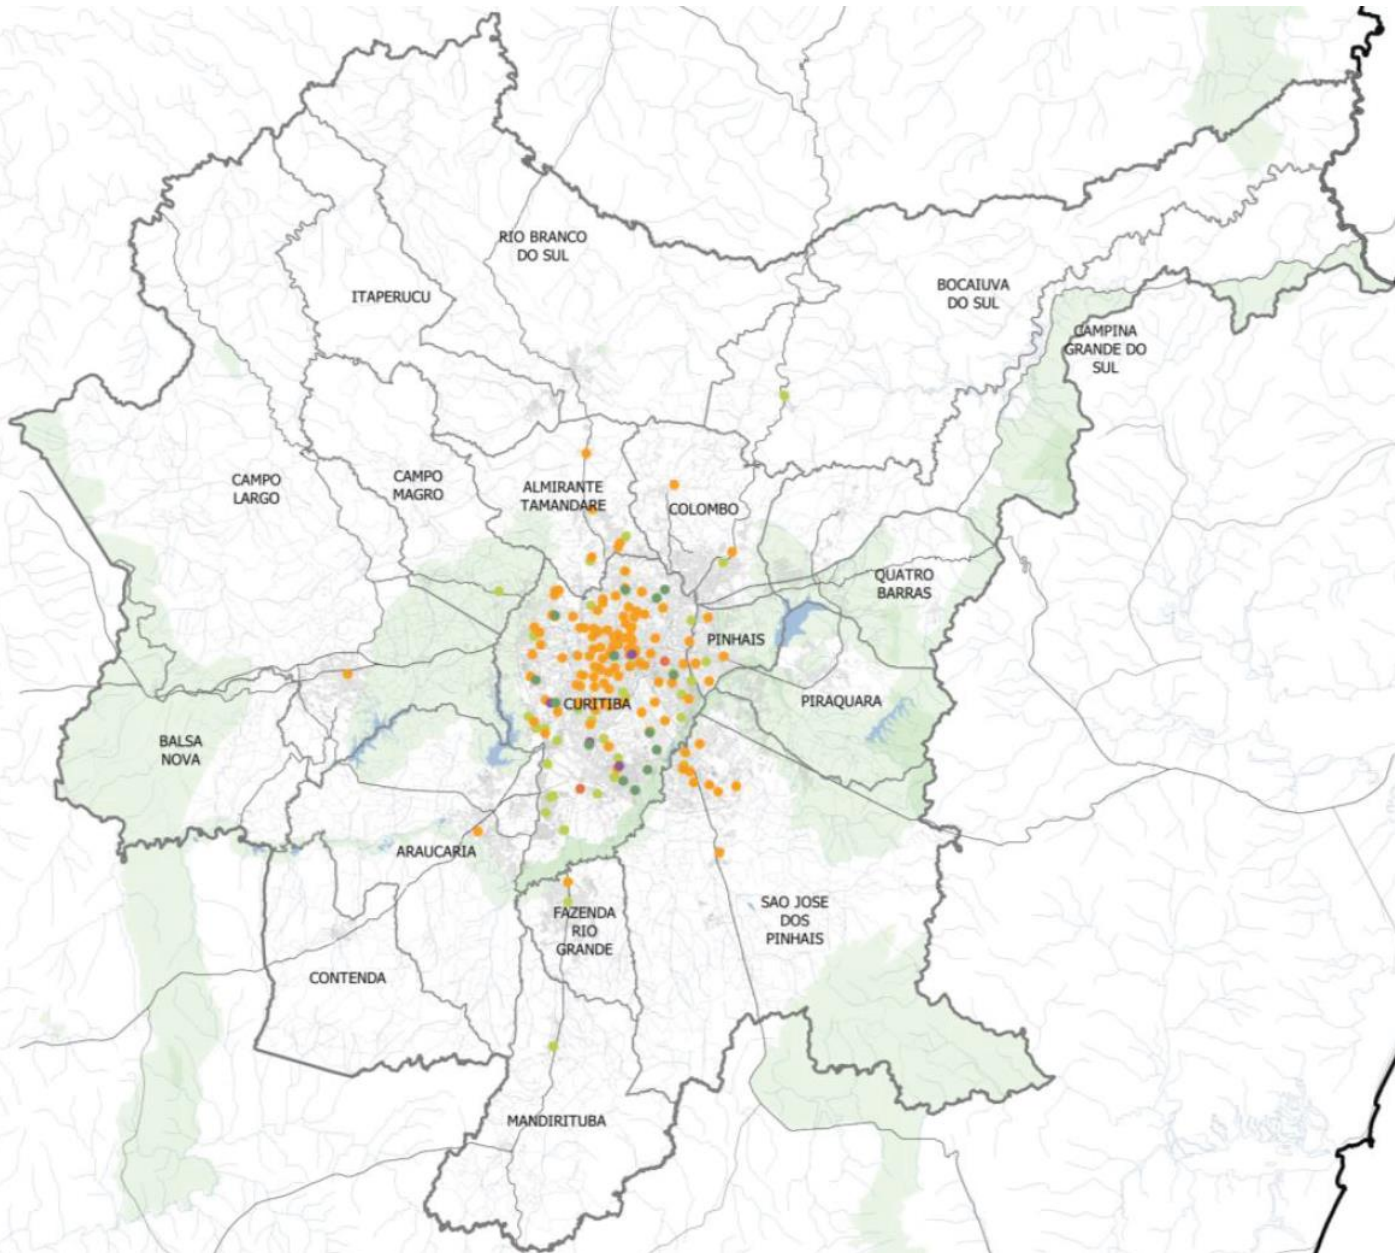 RIO BRANCO
DO SUL
ITAPERUCU
BOCAIUVA
DO SUL
CAMPINA
GRANDE DO
SUL
CAMPO
LARGO
CAMPO
MAGRO
ALMIRANTE
TAMANDARE
COLOMBO
QUATRO
BARRAS
PINHAIS
PIRAQUARA
CURITIBA
BALSA
NOVA
ARAUCARIA
FAZENDA
RIO
GRANDE
SAO JOSE
DOS
PINHAIS
CONTENDA
MANDIRITUBA